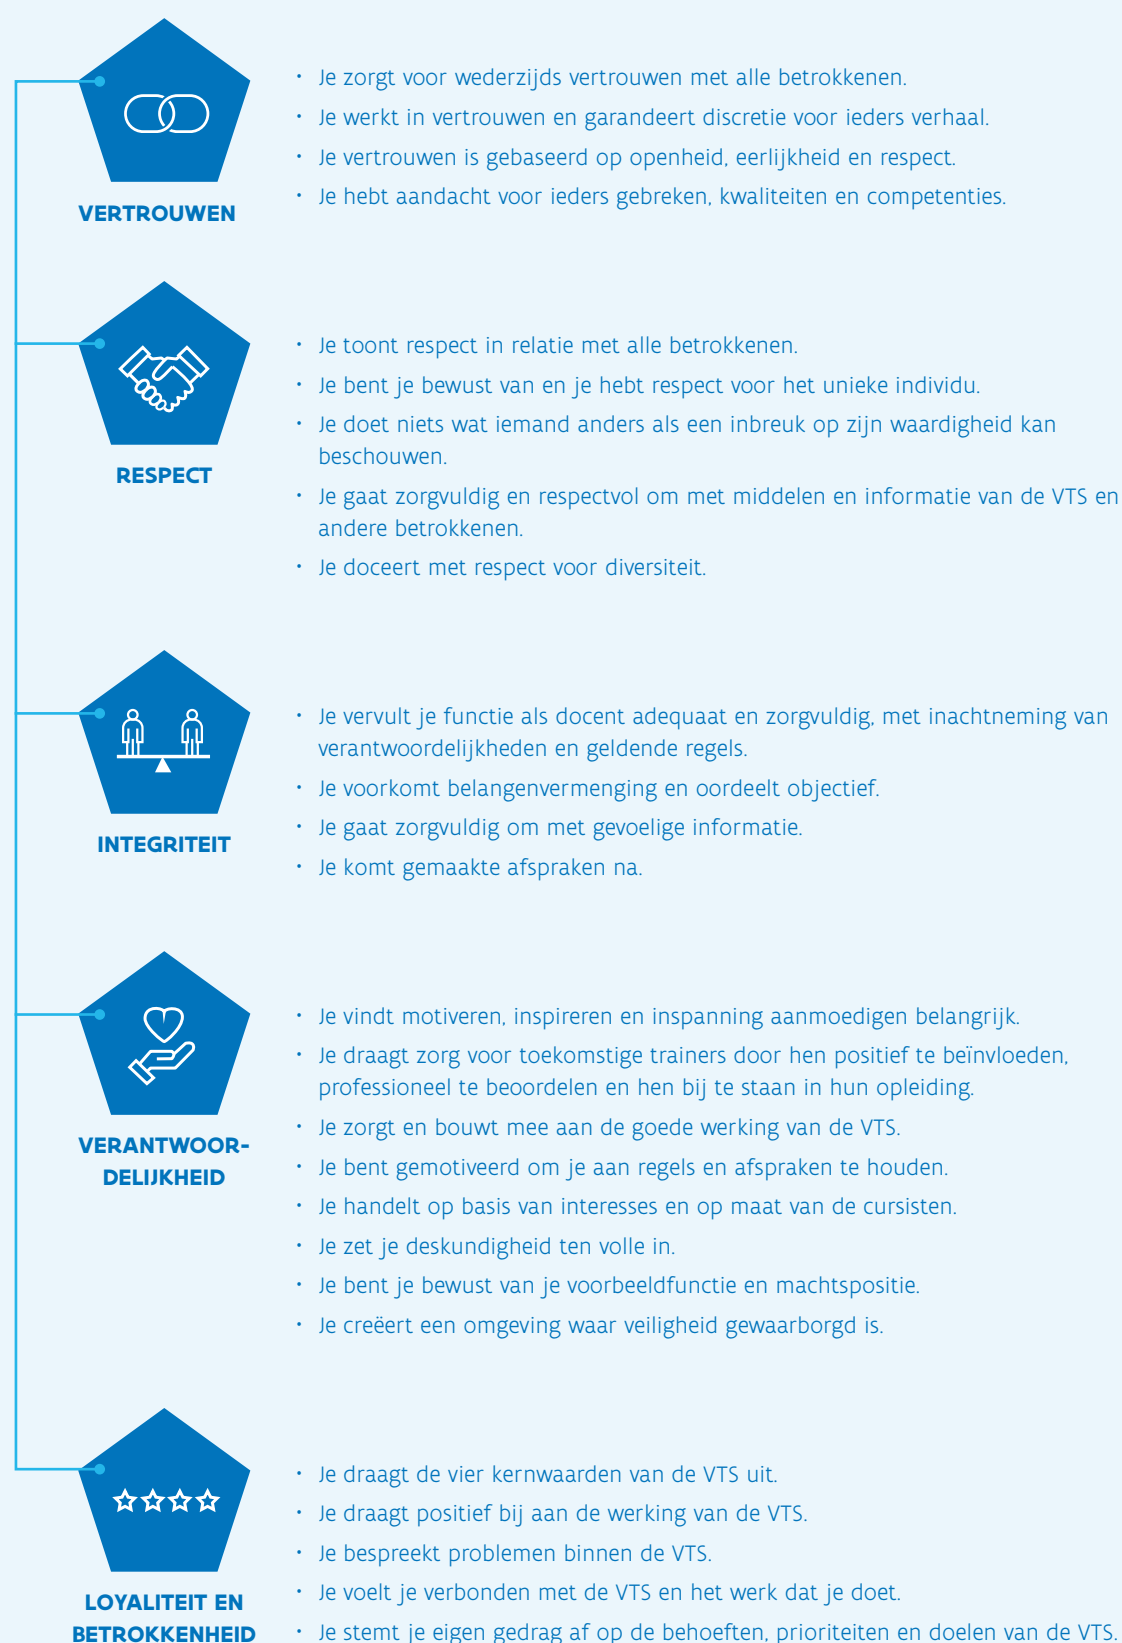 • Je zorgt voor wederzijds vertrouwen met alle betrokkenen.
• Je werkt in vertrouwen en garandeert discretie voor ieders verhaal.
• Je vertrouwen is gebaseerd op openheid, eerlijkheid en respect.
• Je hebt aandacht voor ieders gebreken, kwaliteiten en competenties.
VERTROUWEN
• Je toont respect in relatie met alle betrokkenen.
• Je bent je bewust van en je hebt respect voor het unieke individu.
• Je doet niets wat iemand anders als een inbreuk op zijn waardigheid kan
beschouwen.
RESPECT
• Je gaat zorgvuldig en respectvol om met middelen en informatie van de VTS en
andere betrokkenen.
• Je doceert met respect voor diversiteit.
• Je vervult je functie als docent adequaat en zorgvuldig, met inachtneming van
verantwoordelijkheden en geldende regels.
• Je voorkomt belangenvermenging en oordeelt objectief.
• Je gaat zorgvuldig om met gevoelige informatie.
INTEGRITEIT
• Je komt gemaakte afspraken na.
• Je vindt motiveren, inspireren en inspanning aanmoedigen belangrijk.
• Je draagt zorg voor toekomstige trainers door hen positief te beïnvloeden,
professioneel te beoordelen en hen bij te staan in hun opleiding.
• Je zorgt en bouwt mee aan de goede werking van de VTS.
VERANTWOOR-
DELIJKHEID
• Je bent gemotiveerd om je aan regels en afspraken te houden.
• Je handelt op basis van interesses en op maat van de cursisten.
• Je zet je deskundigheid ten volle in.
• Je bent je bewust van je voorbeeldfunctie en machtspositie.
• Je creëert een omgeving waar veiligheid gewaarborgd is.
• Je draagt de vier kernwaarden van de VTS uit.
• Je draagt positief bij aan de werking van de VTS.
• Je bespreekt problemen binnen de VTS.
• Je voelt je verbonden met de VTS en het werk dat je doet.
LOYALITEIT EN
BETROKKENHEID
• Je stemt je eigen gedrag af op de behoeften, prioriteiten en doelen van de VTS.